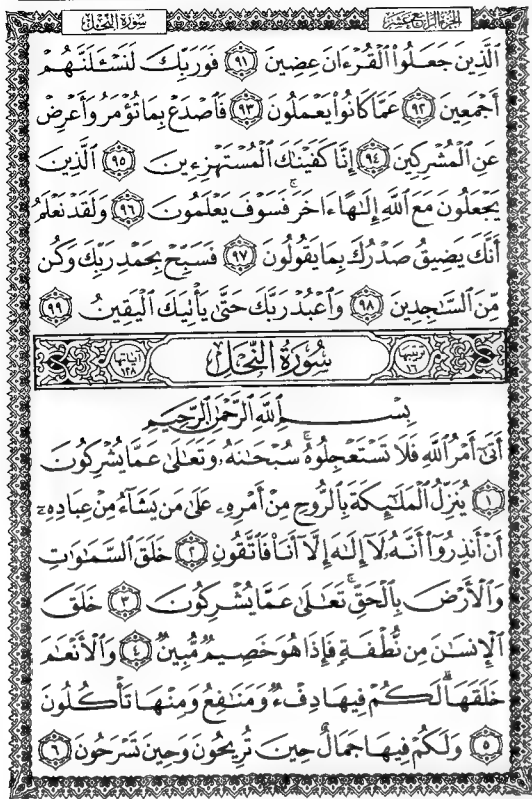 الجزء الرابع عشر
سورة النحل
الَّذِينَ جَعَلُوا الْقُرْءَانَ عِضِينَ ٩١ فَوَرَبِّكَ لَنَسْـَٔلَنَّهُمْ
أَجْمَعِينَ ٩٢ عَمَّا كَانُوا يَعْمَلُونَ ٩٣ فَاصْدَعْ بِمَا تُؤْمَرُ وَأَعْرِضْ
عَنِ الْمُشْرِكِينَ ٩٤ إِنَّا كَفَيْنَٰكَ الْمُسْتَهْزِءِينَ ٩٥ الَّذِينَ
يَجْعَلُونَ مَعَ اللَّهِ إِلَٰهًا ءَاخَرَ ۚ فَسَوْفَ يَعْلَمُونَ ٩٦ وَلَقَدْ نَعْلَمُ
أَنَّكَ يَضِيقُ صَدْرُكَ بِمَا يَقُولُونَ ٩٧ فَسَبِّحْ بِحَمْدِ رَبِّكَ وَكُن
مِّنَ السَّٰجِدِينَ ٩٨ وَاعْبُدْ رَبَّكَ حَتَّىٰ يَأْتِيَكَ الْيَقِينُ ٩٩
ترتيبها ١٦ سُورَةُ النَّحْلِ آياتها ١٢٨
بِسْمِ اللَّهِ الرَّحْمَٰنِ الرَّحِيمِ
أَتَىٰٓ أَمْرُ اللَّهِ فَلَا تَسْتَعْجِلُوهُ ۚ سُبْحَٰنَهُۥ وَتَعَٰلَىٰ عَمَّا يُشْرِكُونَ
١ يُنَزِّلُ الْمَلَٰٓئِكَةَ بِالرُّوحِ مِنْ أَمْرِهِۦ عَلَىٰ مَن يَشَآءُ مِنْ عِبَادِهِۦٓ
أَنْ أَنذِرُوٓا أَنَّهُۥ لَآ إِلَٰهَ إِلَّآ أَنَا۠ فَاتَّقُونِ ٢ خَلَقَ السَّمَٰوَٰتِ
وَالْأَرْضَ بِالْحَقِّ ۚ تَعَٰلَىٰ عَمَّا يُشْرِكُونَ ٣ خَلَقَ
الْإِنسَٰنَ مِن نُّطْفَةٍ فَإِذَا هُوَ خَصِيمٌ مُّبِينٌ ٤ وَالْأَنْعَٰمَ
خَلَقَهَا ۗ لَكُمْ فِيهَا دِفْءٌ وَمَنَٰفِعُ وَمِنْهَا تَأْكُلُونَ
٥ وَلَكُمْ فِيهَا جَمَالٌ حِينَ تُرِيحُونَ وَحِينَ تَسْرَحُونَ ٦